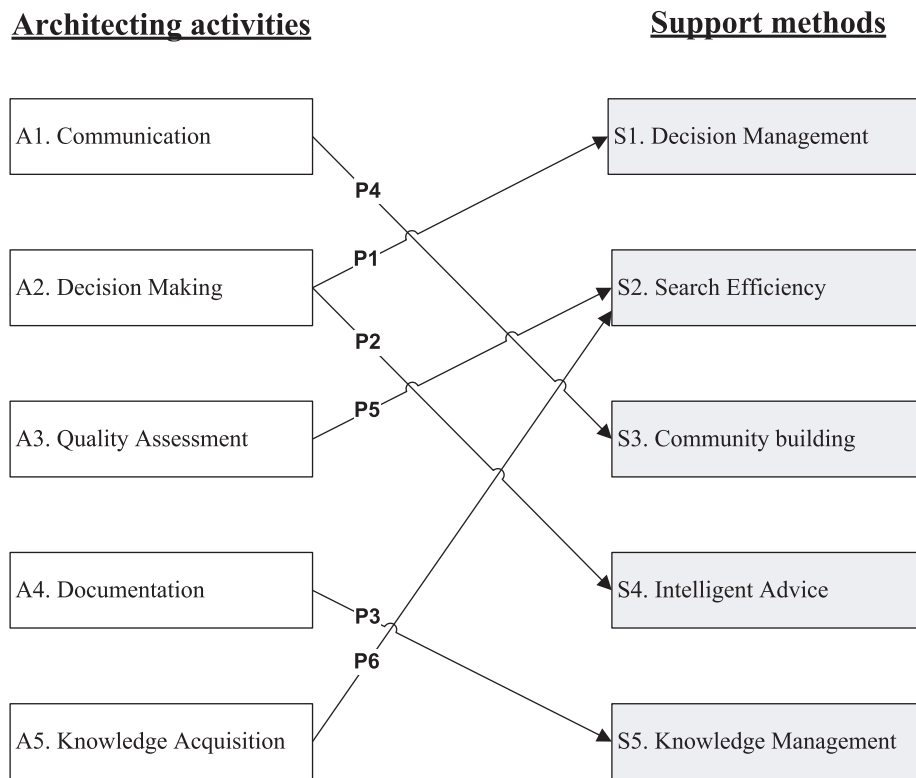 Architecting activities
Support methods
A1. Communication
S1. Decision Management
P4
P1
A2. Decision Making
S2. Search Efficiency
P2
P5
A3. Quality Assessment
S3. Community building
A4. Documentation
S4. Intelligent Advice
P3
P6
A5. Knowledge Acquisition
S5. Knowledge Management